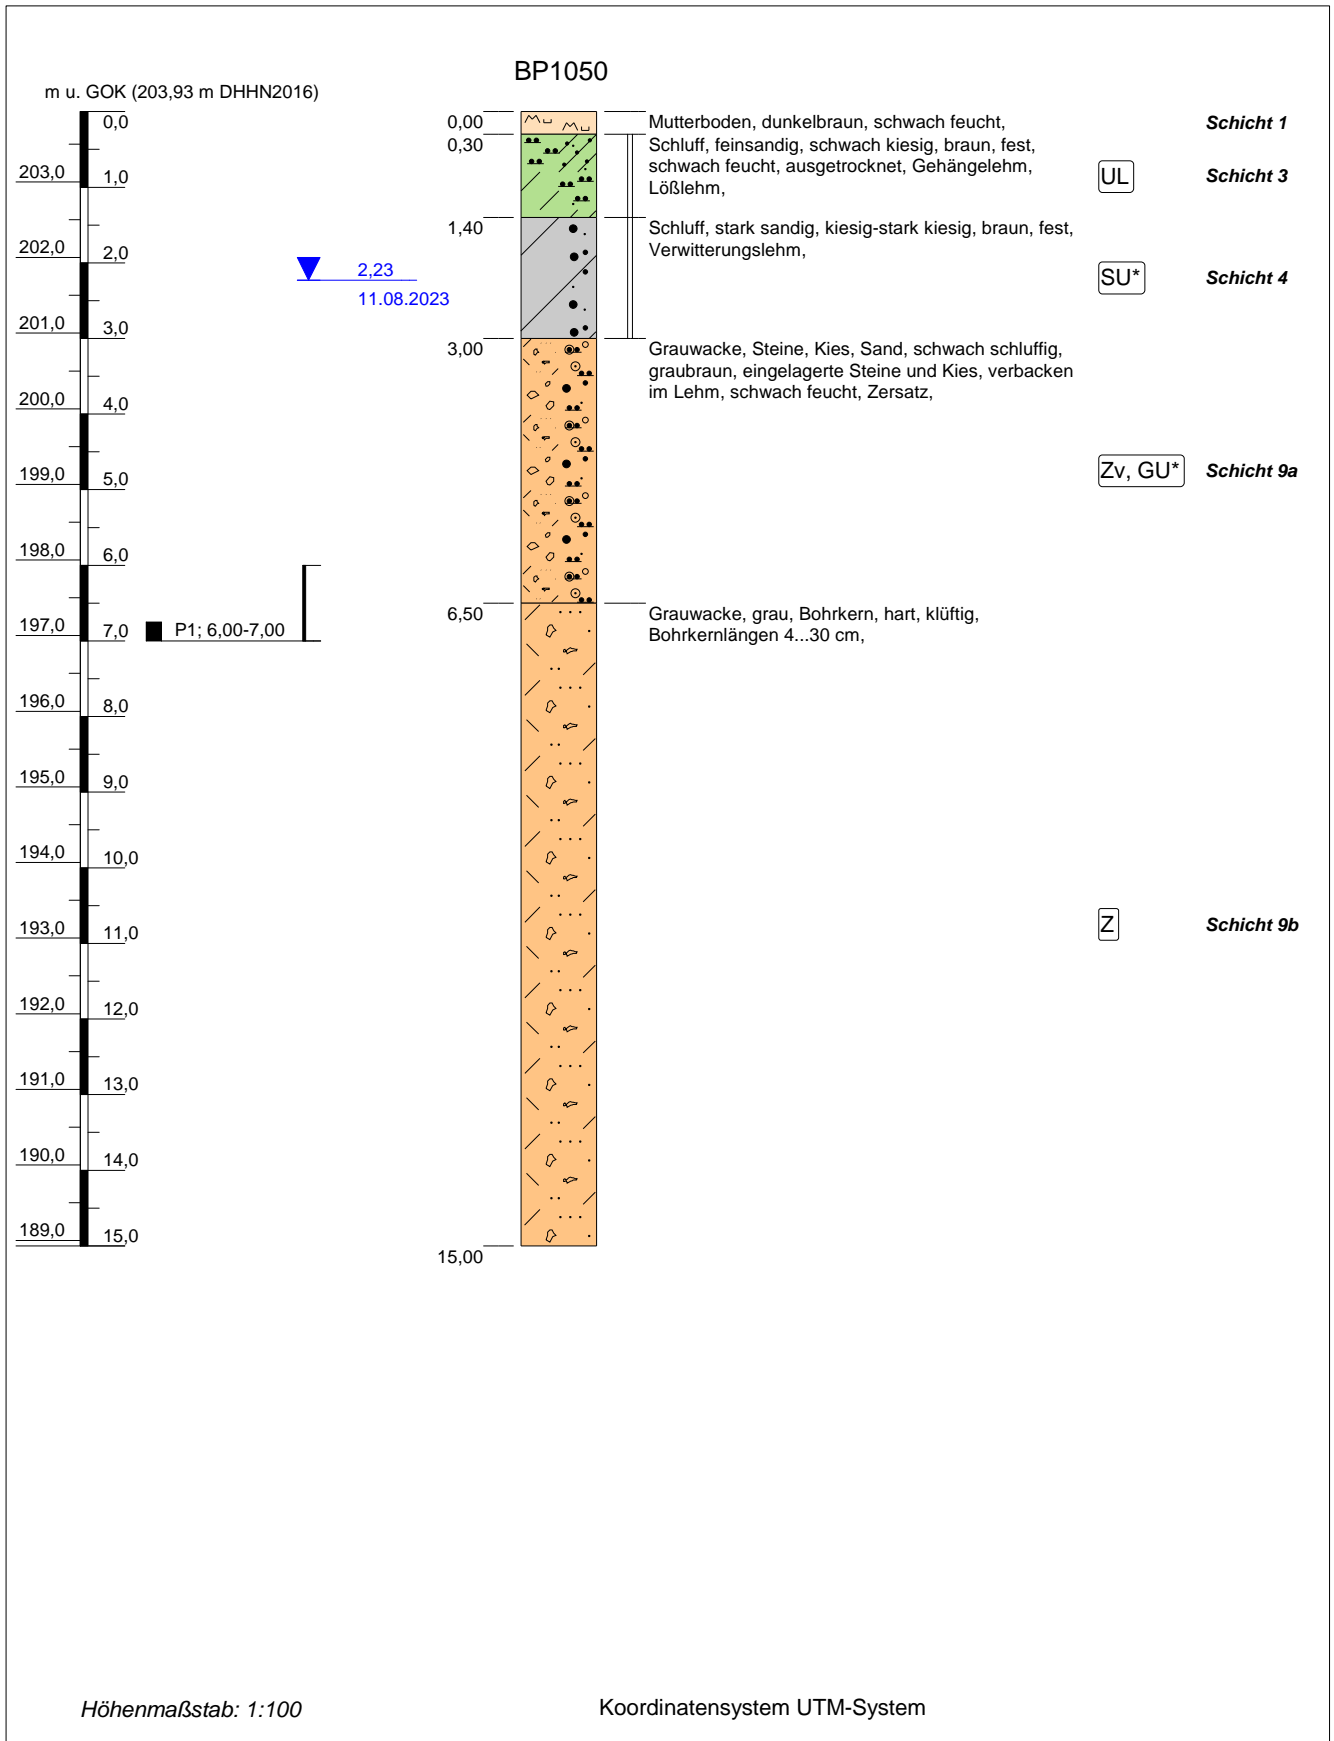 BP1050
m u. GOK (203,93 m DHHN2016)
0,0
203,0
1,0
202,0
2,0
201,0
3,0
200,0
4,0
199,0
5,0
198,0
6,0
197,0
7,0
196,0
8,0
195,0
9,0
194,0
10,0
193,0
11,0
192,0
12,0
191,0
13,0
190,0
14,0
189,0
15,0
P1; 6,00-7,00
2,23
11.08.2023
0,00
Mutterboden, dunkelbraun, schwach feucht,
Schicht 1
0,30
Schluff, feinsandig, schwach kiesig, braun, fest,
schwach feucht, ausgetrocknet, Gehängelehm,
Lößlehm,
UL
Schicht 3
1,40
Schluff, stark sandig, kiesig-stark kiesig, braun, fest,
Verwitterungslehm,
SU*
Schicht 4
3,00
Grauwacke, Steine, Kies, Sand, schwach schluffig,
graubraun, eingelagerte Steine und Kies, verbacken
im Lehm, schwach feucht, Zersatz,
Zv, GU*
Schicht 9a
6,50
Grauwacke, grau, Bohrkern, hart, klüftig,
Bohrkernlängen 4...30 cm,
Z
Schicht 9b
15,00
Höhenmaßstab: 1:100
Koordinatensystem UTM-System